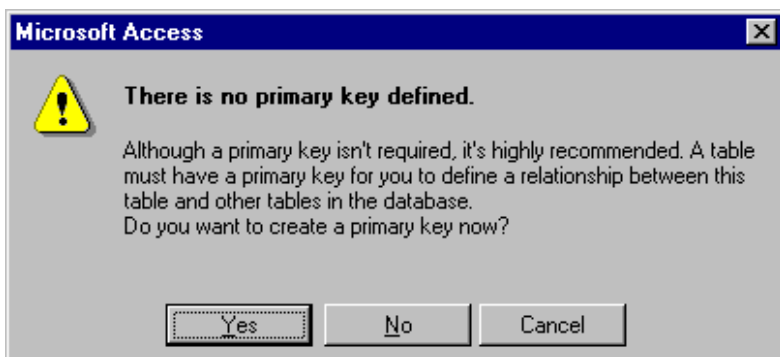 Microsoft Access
There is no primary key defined.
Although a primary key isn't required, it's highly recommended. A table
must have a primary key for you to define a relationship between this
table and other tables in the database.
Do you want to create a primary key now?
Yes No Cancel